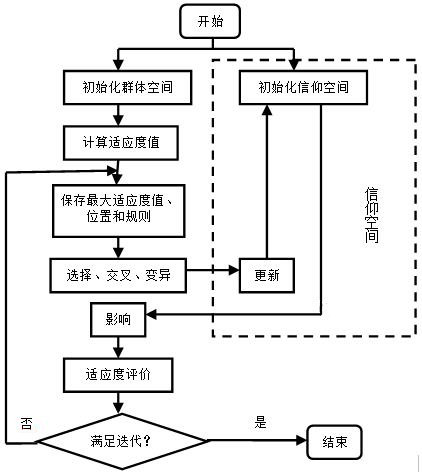 开始
初始化群体空间
初始化信仰空间
计算适应度值
保存最大适应度值、
位置和规则
信仰空间
选择、交叉、变异
更新
影响
适应度评价
否
满足迭代?
是
结束